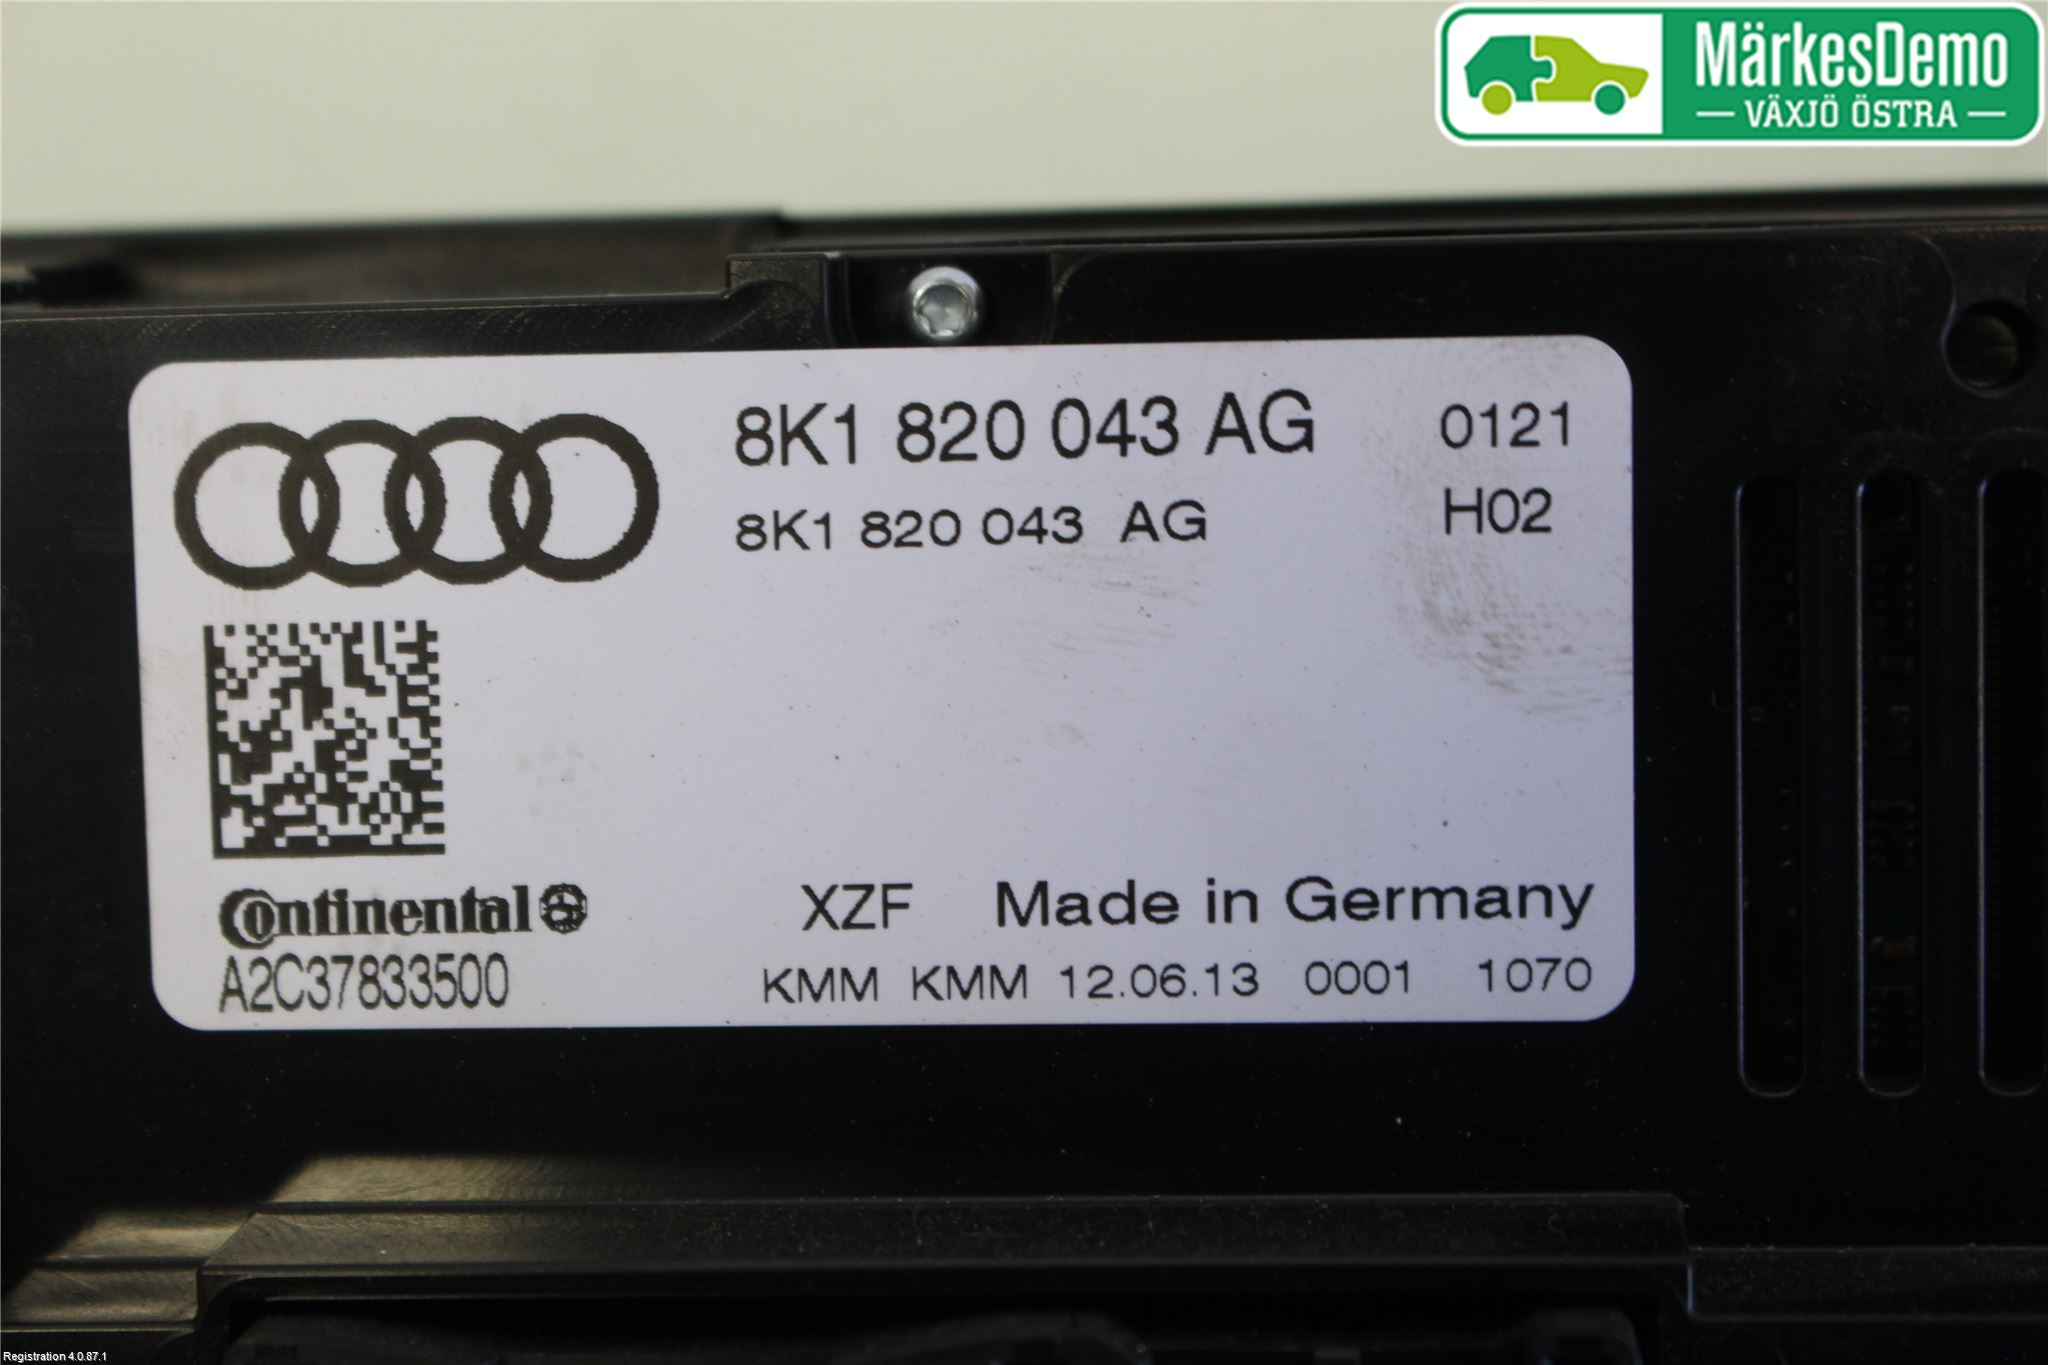 MärkesDemo
VÄXJÖ ÖSTRA
8K1 820 043 AG 0121
8K1 820 043 AG H02
Continental
A2C37833500
XZF Made in Germany
KMM KMM 12.06.13 0001 1070
Registration 4.0.87.1